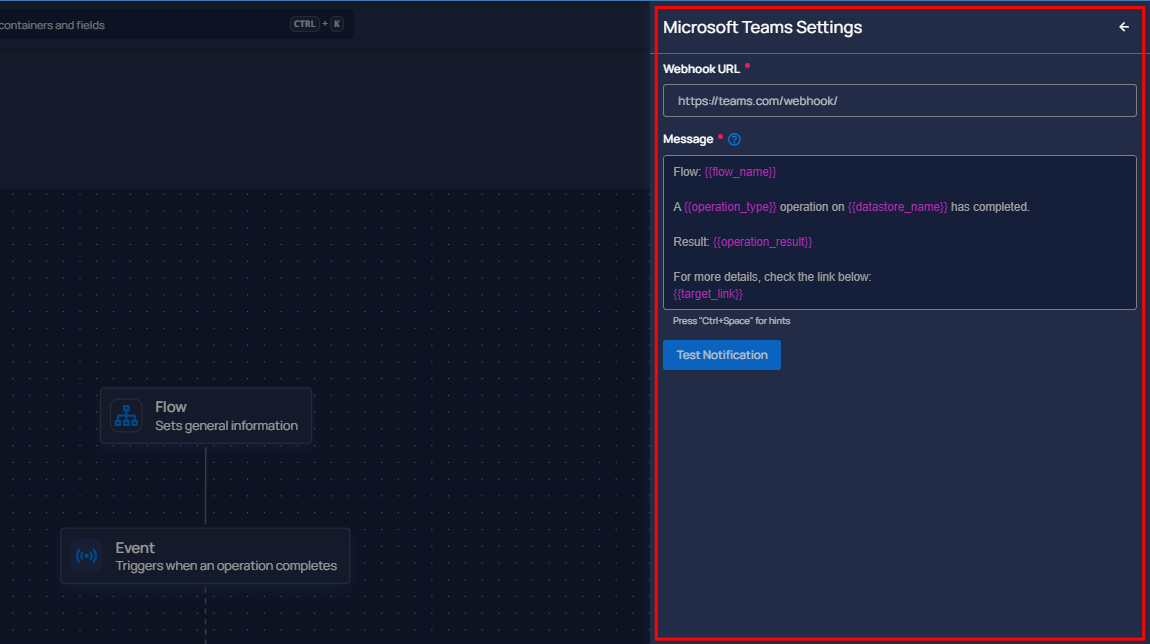 containers and fields
CTRL + K
Microsoft Teams Settings
Webhook URL
https://teams.com/webhook/
Message
Flow: {{flow_name}}
A {{operation_type}} operation on {{datastore_name}} has completed.
Result: {{operation_result}}
For more details, check the link below:
{{target_link}}
Press "Ctrl+Space" for hints
Test Notification
Flow
Sets general information
Event
Triggers when an operation completes